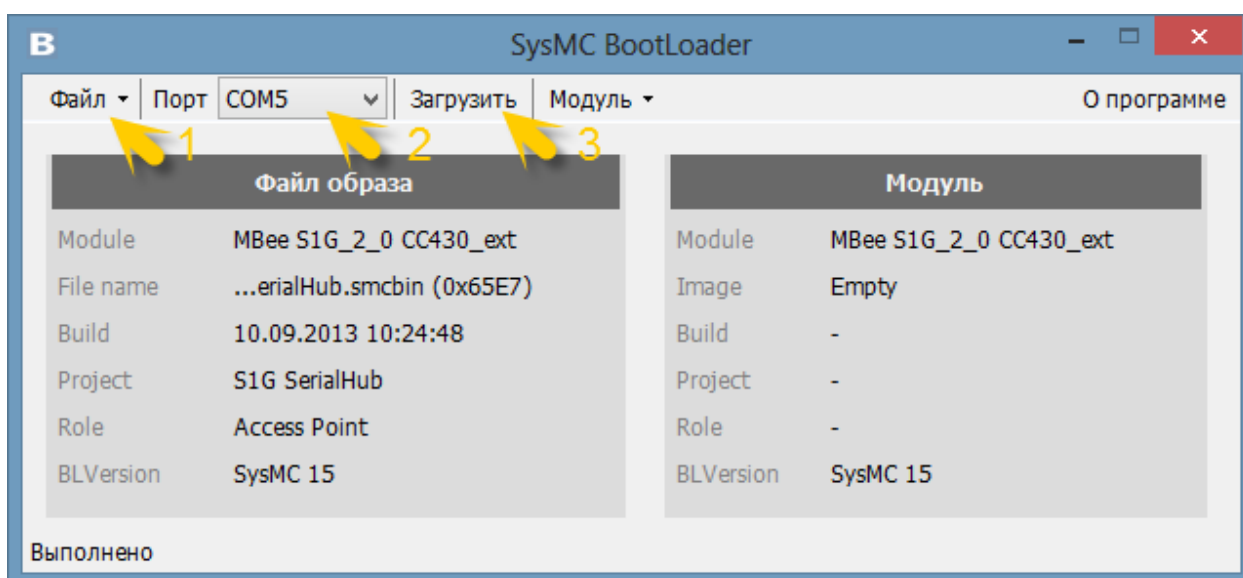 B SysMC BootLoader
Файл Порт COM5 Загрузить Модуль О программе
1 2 3
Файл образа
Module MBee S1G_2_0 CC430_ext
File name ...erialHub.smcbin (0x65E7)
Build 10.09.2013 10:24:48
Project S1G SerialHub
Role Access Point
BLVersion SysMC 15
Модуль
Module MBee S1G_2_0 CC430_ext
Image Empty
Build -
Project -
Role -
BLVersion SysMC 15
Выполнено